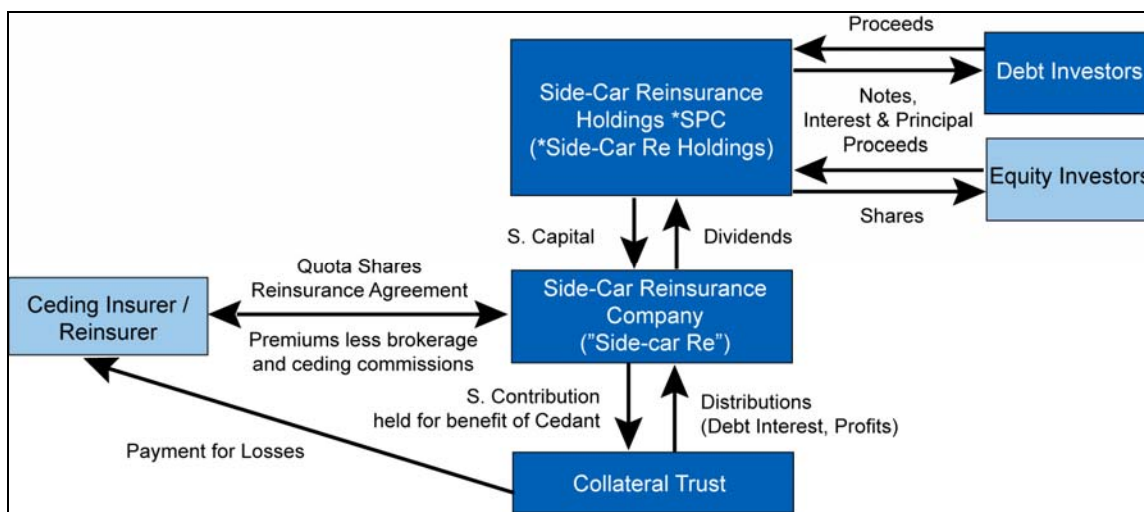 Proceeds
Side-Car Reinsurance
Holdings *SPC
(*Side-Car Re Holdings)
Debt Investors
Notes,
Interest & Principal
Proceeds
Equity Investors
Shares
S. Capital
Dividends
Quota Shares
Reinsurance Agreement
Ceding Insurer /
Reinsurer
Side-Car Reinsurance
Company
("Side-car Re")
Premiums less brokerage
and ceding commissions
S. Contribution
held for benefit of Cedant
Distributions
(Debt Interest, Profits)
Payment for Losses
Collateral Trust